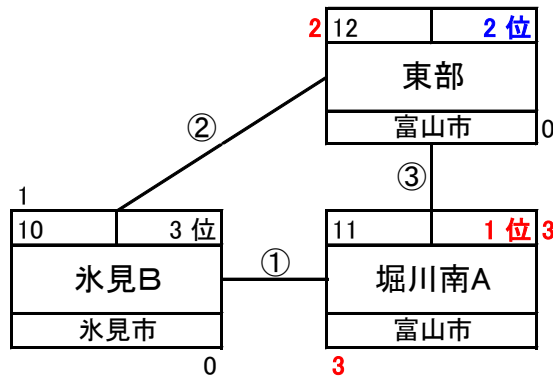 2 12 2 位
東部
富山市 0
②
③
1
10 3 位
氷見B
氷見市
0
①
11 1 位 3
堀川南A
富山市
3